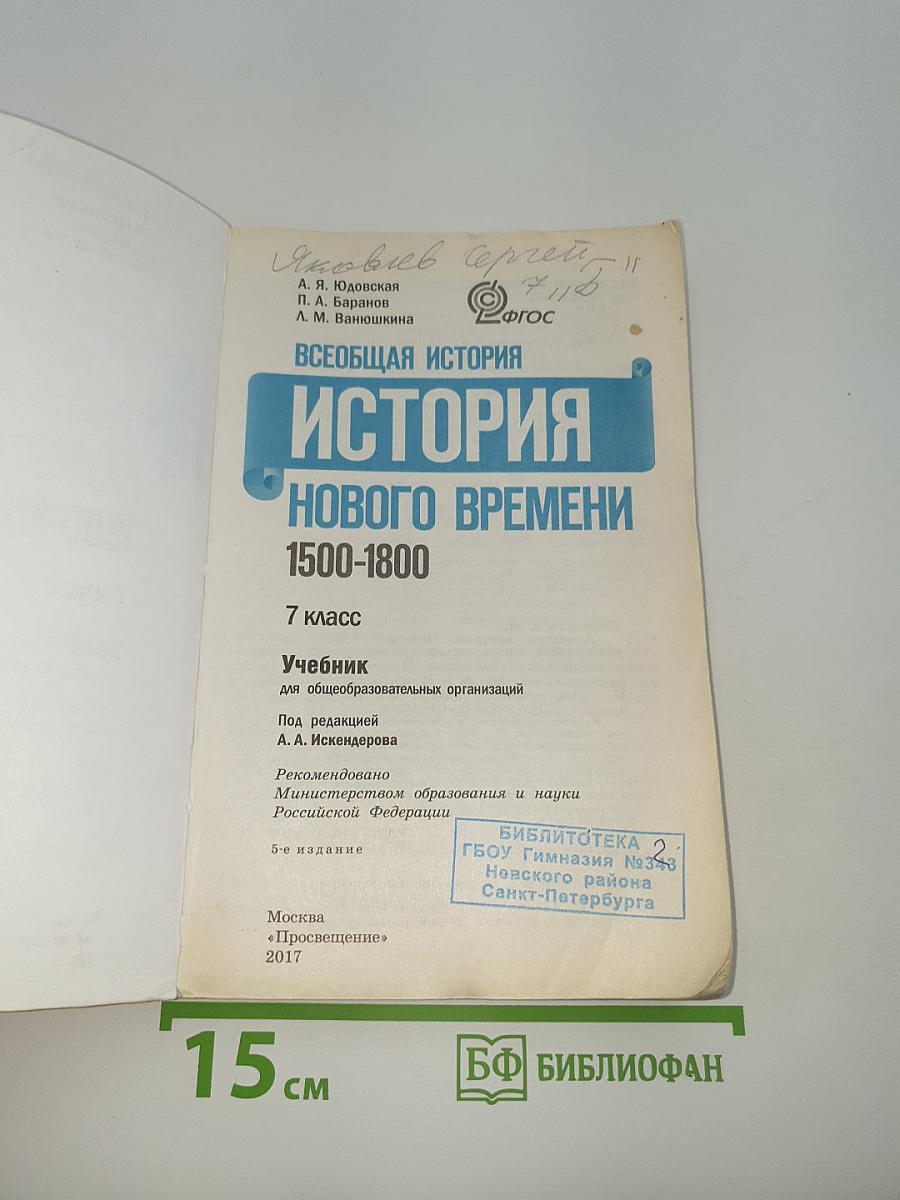 Яковлев Сергей
7 „Б"
А. Я. Юдовская
П. А. Баранов
Л. М. Ванюшкина
ФГОС
ВСЕОБЩАЯ ИСТОРИЯ
ИСТОРИЯ
НОВОГО ВРЕМЕНИ
1500-1800
7 класс
Учебник
для общеобразовательных организаций
Под редакцией
А. А. Искендерова
Рекомендовано
Министерством образования и науки
Российской Федерации
5-е издание
БИБЛИТОТЕКА
ГБОУ Гимназия №343
Невского района
Санкт-Петербурга
2
Москва
«Просвещение»
2017
15 см
БФ БИБЛИОФАН